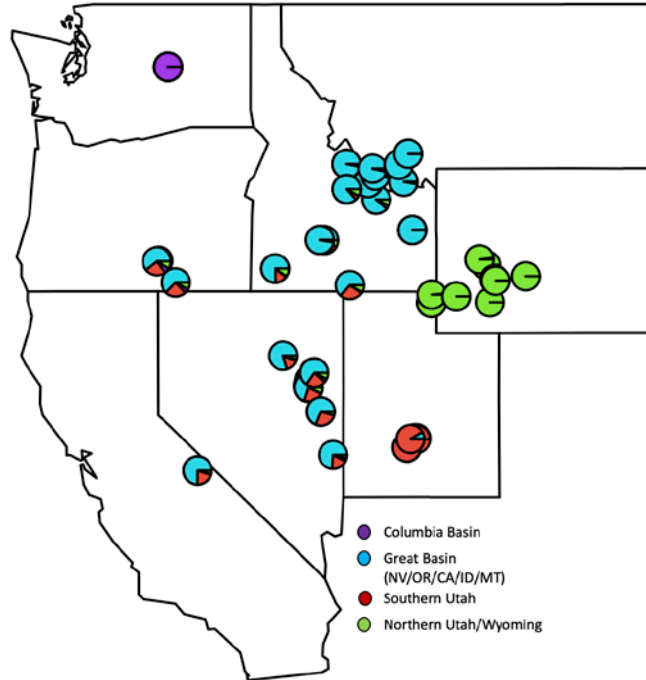 Columbia Basin
Great Basin
(NV/OR/CA/ID/MT)
Southern Utah
Northern Utah/Wyoming